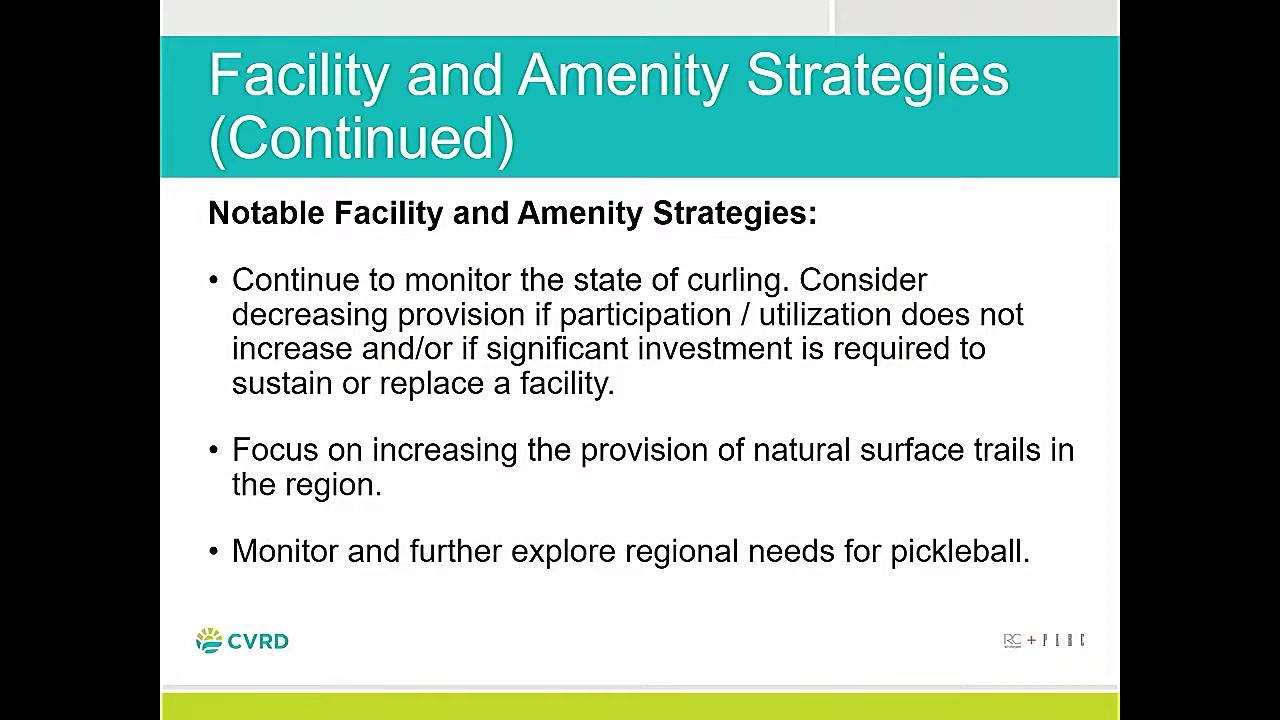 Facility and Amenity Strategies
(Continued)
Notable Facility and Amenity Strategies:
• Continue to monitor the state of curling. Consider
decreasing provision if participation / utilization does not
increase and/or if significant investment is required to
sustain or replace a facility.
• Focus on increasing the provision of natural surface trails in
the region.
• Monitor and further explore regional needs for pickleball.
CVRD
RC + PERC